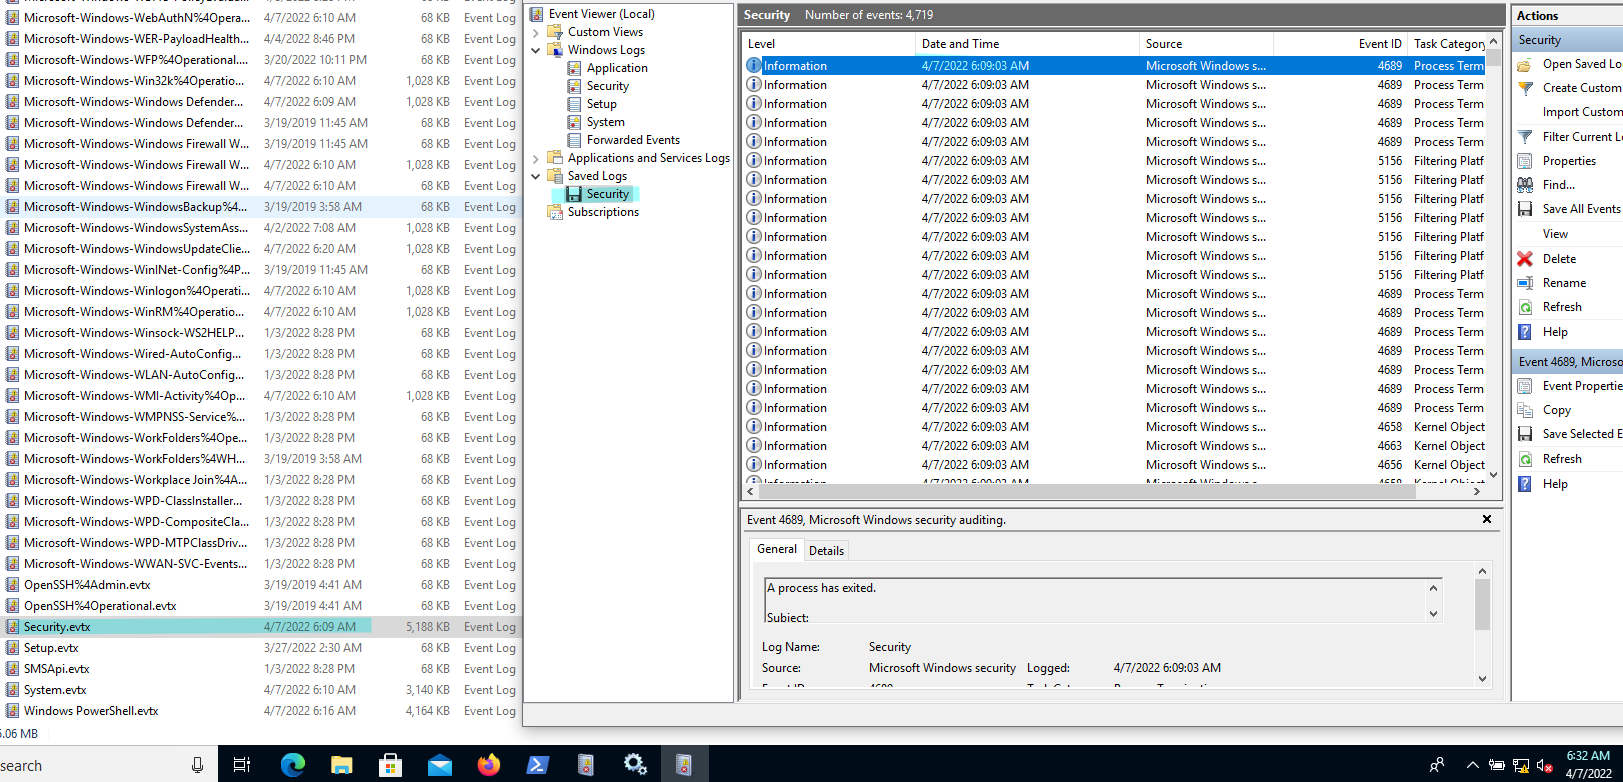 Microsoft-Windows-WebAuthN%4Opera... 4/7/2022 6:10 AM 68 KB Event Log
Microsoft-Windows-WER-PayloadHealth... 4/4/2022 8:46 PM 68 KB Event Log
Microsoft-Windows-WFP%4Operational.... 3/20/2022 10:11 PM 68 KB Event Log
Microsoft-Windows-Win32k%4Operatio... 4/7/2022 6:10 AM 1,028 KB Event Log
Microsoft-Windows-Windows Defender... 4/7/2022 6:09 AM 1,028 KB Event Log
Microsoft-Windows-Windows Defender... 3/19/2019 11:45 AM 68 KB Event Log
Microsoft-Windows-Windows Firewall W... 3/19/2019 11:45 AM 68 KB Event Log
Microsoft-Windows-Windows Firewall W... 4/7/2022 6:10 AM 1,028 KB Event Log
Microsoft-Windows-Windows Firewall W... 4/7/2022 6:10 AM 1,028 KB Event Log
Microsoft-Windows-WindowsBackup%4... 3/19/2019 3:58 AM 68 KB Event Log
Microsoft-Windows-WindowsSystemAss... 4/2/2022 7:08 AM 1,028 KB Event Log
Microsoft-Windows-WindowsUpdateClie... 4/7/2022 6:20 AM 1,028 KB Event Log
Microsoft-Windows-WinINet-Config%4P... 3/19/2019 11:45 AM 68 KB Event Log
Microsoft-Windows-Winlogon%4Operati... 4/7/2022 6:10 AM 1,028 KB Event Log
Microsoft-Windows-WinRM%4Operation... 4/7/2022 6:10 AM 1,028 KB Event Log
Microsoft-Windows-Winsock-WS2HELP... 1/3/2022 8:28 PM 68 KB Event Log
Microsoft-Windows-Wired-AutoConfig... 1/3/2022 8:28 PM 68 KB Event Log
Microsoft-Windows-WLAN-AutoConfig... 1/3/2022 8:28 PM 68 KB Event Log
Microsoft-Windows-WMI-Activity%4Op... 4/7/2022 6:10 AM 1,028 KB Event Log
Microsoft-Windows-WMPNSS-Service%... 1/3/2022 8:28 PM 68 KB Event Log
Microsoft-Windows-WorkFolders%4Ope... 1/3/2022 8:28 PM 68 KB Event Log
Microsoft-Windows-WorkFolders%4WH... 3/19/2019 3:58 AM 68 KB Event Log
Microsoft-Windows-Workplace Join%4A... 1/3/2022 8:28 PM 68 KB Event Log
Microsoft-Windows-WPD-ClassInstaller... 1/3/2022 8:28 PM 68 KB Event Log
Microsoft-Windows-WPD-CompositeCla... 1/3/2022 8:28 PM 68 KB Event Log
Microsoft-Windows-WPD-MTPClassDriv... 1/3/2022 8:28 PM 68 KB Event Log
Microsoft-Windows-WWAN-SVC-Events... 1/3/2022 8:28 PM 68 KB Event Log
OpenSSH%4Admin.evtx 3/19/2019 4:41 AM 68 KB Event Log
OpenSSH%4Operational.evtx 3/19/2019 4:41 AM 68 KB Event Log
Security.evtx 4/7/2022 6:09 AM 5,188 KB Event Log
Setup.evtx 3/27/2022 2:30 AM 68 KB Event Log
SMSApi.evtx 1/3/2022 8:28 PM 68 KB Event Log
System.evtx 4/7/2022 6:10 AM 3,140 KB Event Log
Windows PowerShell.evtx 4/7/2022 6:16 AM 4,164 KB Event Log
.06 MB
Event Viewer (Local)
Custom Views
Windows Logs
Application
Security
Setup
System
Forwarded Events
Applications and Services Logs
Saved Logs
Security
Subscriptions
Security Number of events: 4,719
Level Date and Time Source Event ID Task Category
Information 4/7/2022 6:09:03 AM Microsoft Windows s... 4689 Process Term
Information 4/7/2022 6:09:03 AM Microsoft Windows s... 4689 Process Term
Information 4/7/2022 6:09:03 AM Microsoft Windows s... 4689 Process Term
Information 4/7/2022 6:09:03 AM Microsoft Windows s... 4689 Process Term
Information 4/7/2022 6:09:03 AM Microsoft Windows s... 4689 Process Term
Information 4/7/2022 6:09:03 AM Microsoft Windows s... 5156 Filtering Platf
Information 4/7/2022 6:09:03 AM Microsoft Windows s... 5156 Filtering Platf
Information 4/7/2022 6:09:03 AM Microsoft Windows s... 5156 Filtering Platf
Information 4/7/2022 6:09:03 AM Microsoft Windows s... 5156 Filtering Platf
Information 4/7/2022 6:09:03 AM Microsoft Windows s... 5156 Filtering Platf
Information 4/7/2022 6:09:03 AM Microsoft Windows s... 5156 Filtering Platf
Information 4/7/2022 6:09:03 AM Microsoft Windows s... 5156 Filtering Platf
Information 4/7/2022 6:09:03 AM Microsoft Windows s... 4689 Process Term
Information 4/7/2022 6:09:03 AM Microsoft Windows s... 4689 Process Term
Information 4/7/2022 6:09:03 AM Microsoft Windows s... 4689 Process Term
Information 4/7/2022 6:09:03 AM Microsoft Windows s... 4689 Process Term
Information 4/7/2022 6:09:03 AM Microsoft Windows s... 4689 Process Term
Information 4/7/2022 6:09:03 AM Microsoft Windows s... 4689 Process Term
Information 4/7/2022 6:09:03 AM Microsoft Windows s... 4689 Process Term
Information 4/7/2022 6:09:03 AM Microsoft Windows s... 4658 Kernel Object
Information 4/7/2022 6:09:03 AM Microsoft Windows s... 4663 Kernel Object
Information 4/7/2022 6:09:03 AM Microsoft Windows s... 4656 Kernel Object
Event 4689, Microsoft Windows security auditing.
General Details
A process has exited.
Subject:
Log Name: Security
Source: Microsoft Windows security Logged: 4/7/2022 6:09:03 AM
Actions
Security
Open Saved Lo
Create Custom
Import Custom
Filter Current L
Properties
Find...
Save All Events
View
Delete
Rename
Refresh
Help
Event 4689, Microso
Event Propertie
Copy
Save Selected E
Refresh
Help
search
6:32 AM
4/7/2022